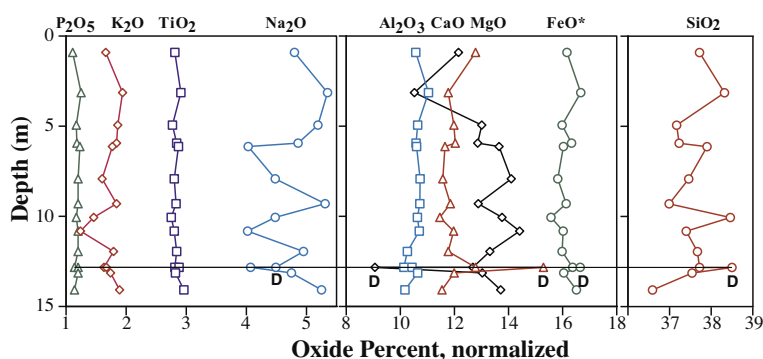 P2O5 K2O TiO2 Na2O Al2O3 CaO MgO FeO* SiO2
0
5
10
15
Depth (m)
D D D D D
1 2 3 4 5 8 10 12 14 16 18 37 38 39
Oxide Percent, normalized